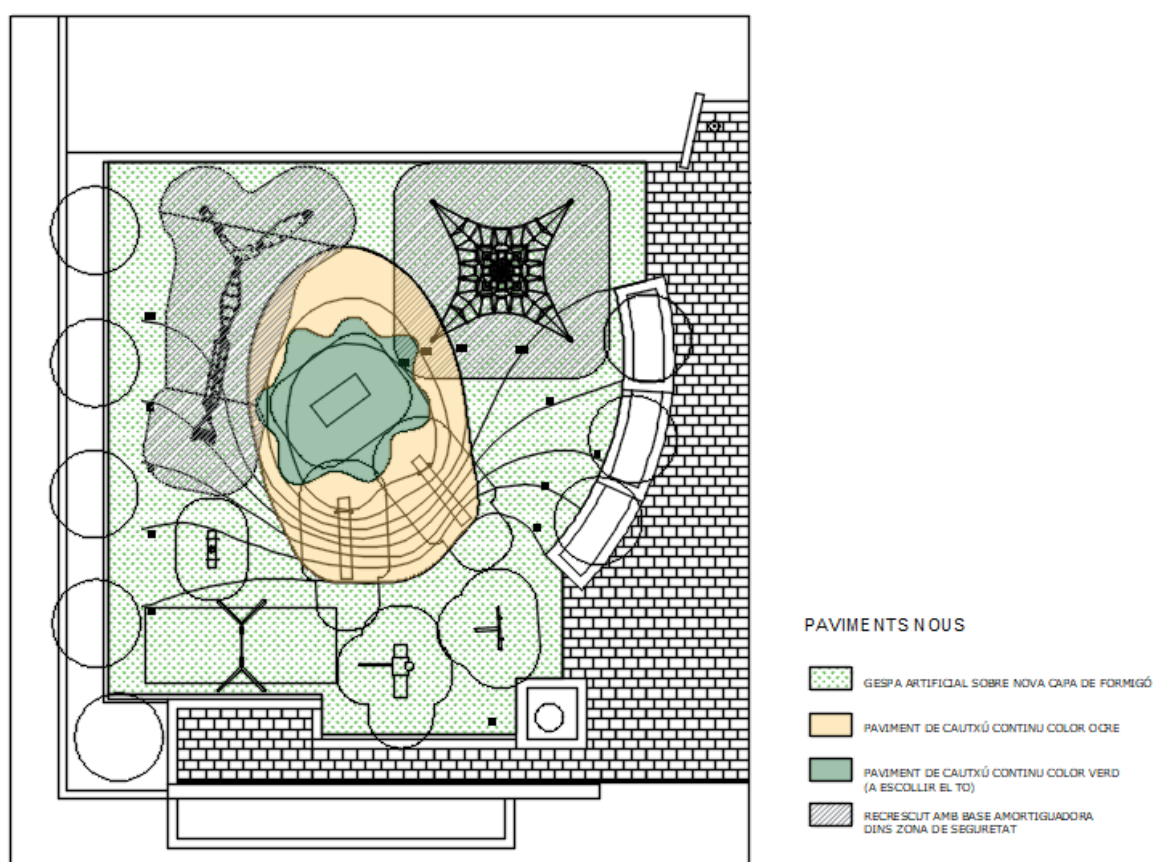 PAVIMENTS NOUS
GESPA ARTIFICIAL SOBRE NOVA CAPA DE FORMIGÓ
PAVIMENT DE CAUTXÚ CONTINU COLOR OCRE
PAVIMENT DE CAUTXÚ CONTINU COLOR VERD
(A ESCOLLIR EL TO)
RECRESCUT AMB BASE AMORTIGUADORA
DINS ZONA DE SEGURETAT